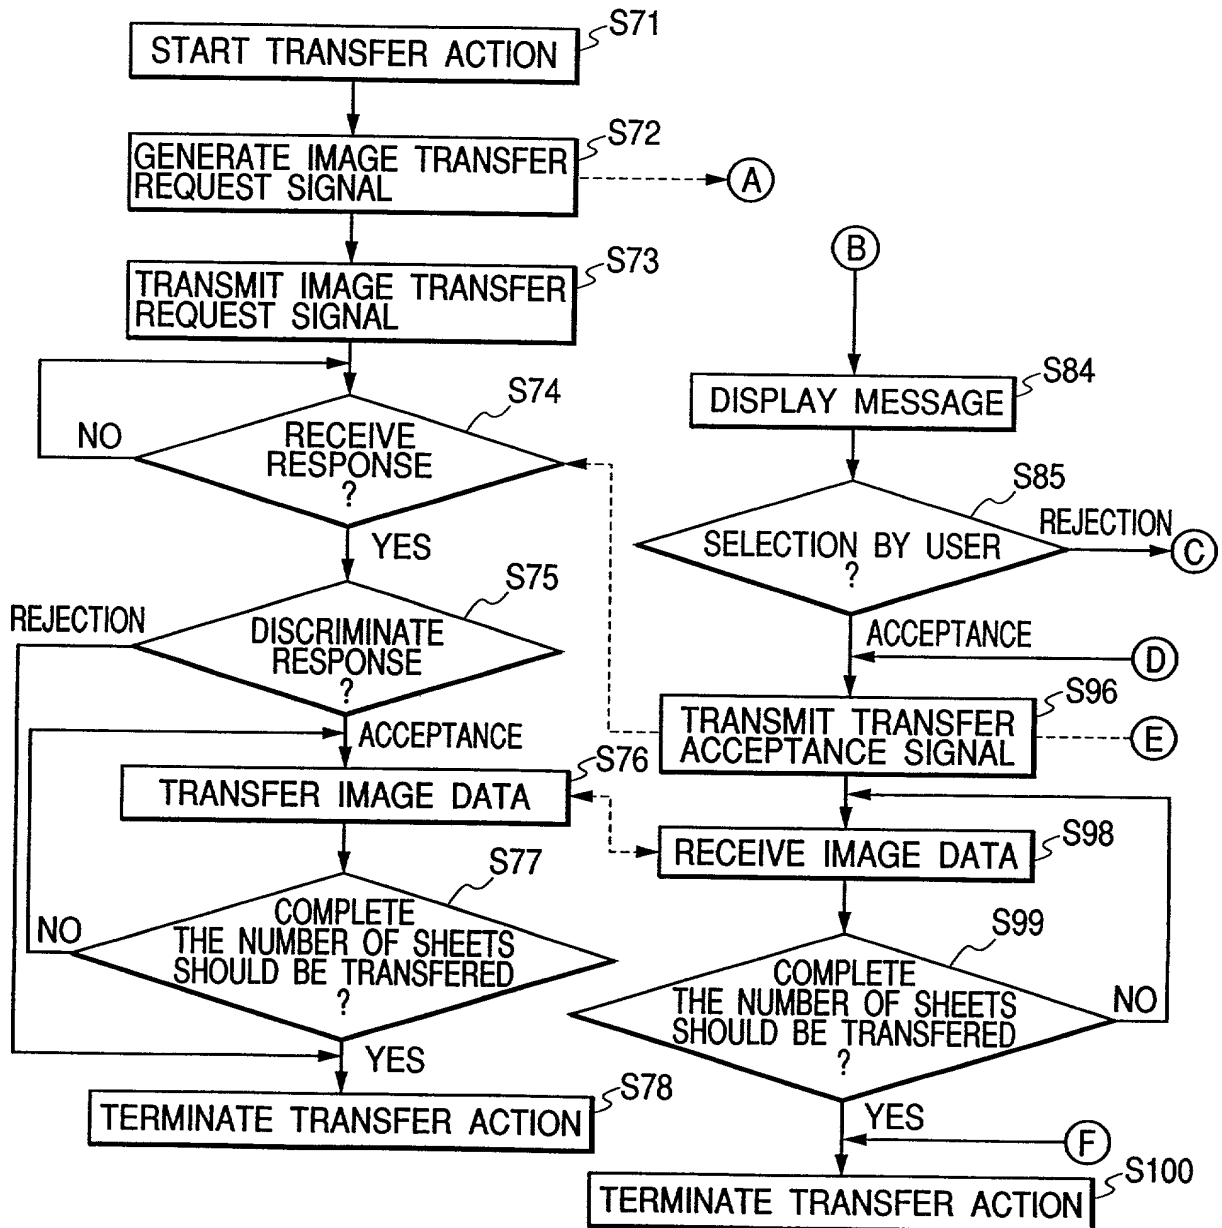 START TRANSFER ACTION
S71
GENERATE IMAGE TRANSFER
REQUEST SIGNAL
S72
A
TRANSMIT IMAGE TRANSFER
REQUEST SIGNAL
S73
RECEIVE
RESPONSE
?
S74
NO
YES
DISCRIMINATE
RESPONSE
?
S75
REJECTION
ACCEPTANCE
TRANSFER IMAGE DATA
S76
COMPLETE
THE NUMBER OF SHEETS
SHOULD BE TRANSFERED
?
S77
NO
YES
TERMINATE TRANSFER ACTION
S78
B
DISPLAY MESSAGE
S84
SELECTION BY USER
?
S85
REJECTION
C
ACCEPTANCE
D
TRANSMIT TRANSFER
ACCEPTANCE SIGNAL
S96
E
RECEIVE IMAGE DATA
S98
COMPLETE
THE NUMBER OF SHEETS
SHOULD BE TRANSFERED
?
S99
NO
YES
F
TERMINATE TRANSFER ACTION
S100